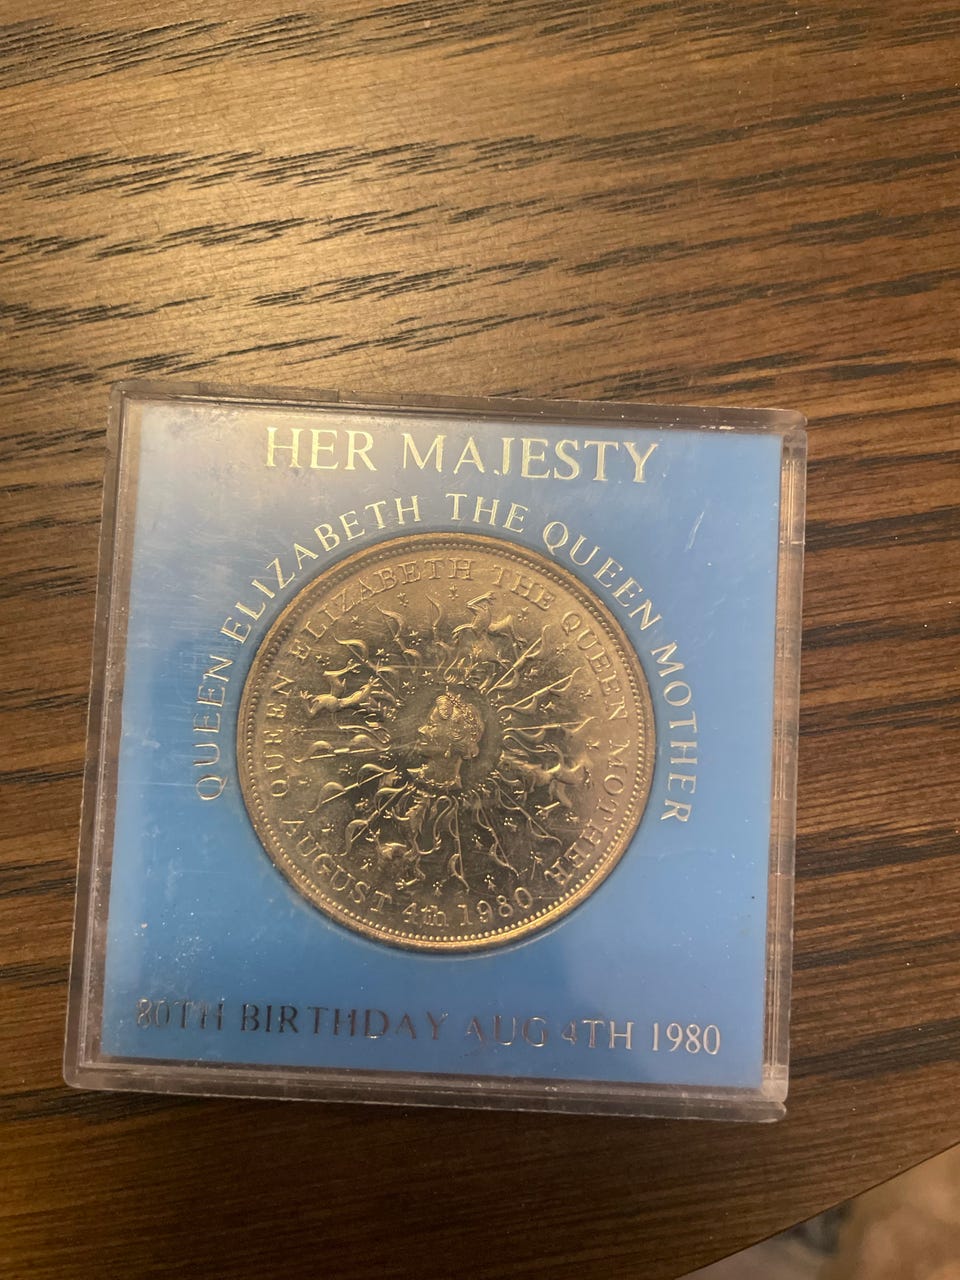 HER MAJESTY
QUEEN ELIZABETH THE QUEEN MOTHER
QUEEN ELIZABETH THE QUEEN MOTHER
AUGUST 4th 1980
80TH BIRTHDAY AUG 4TH 1980